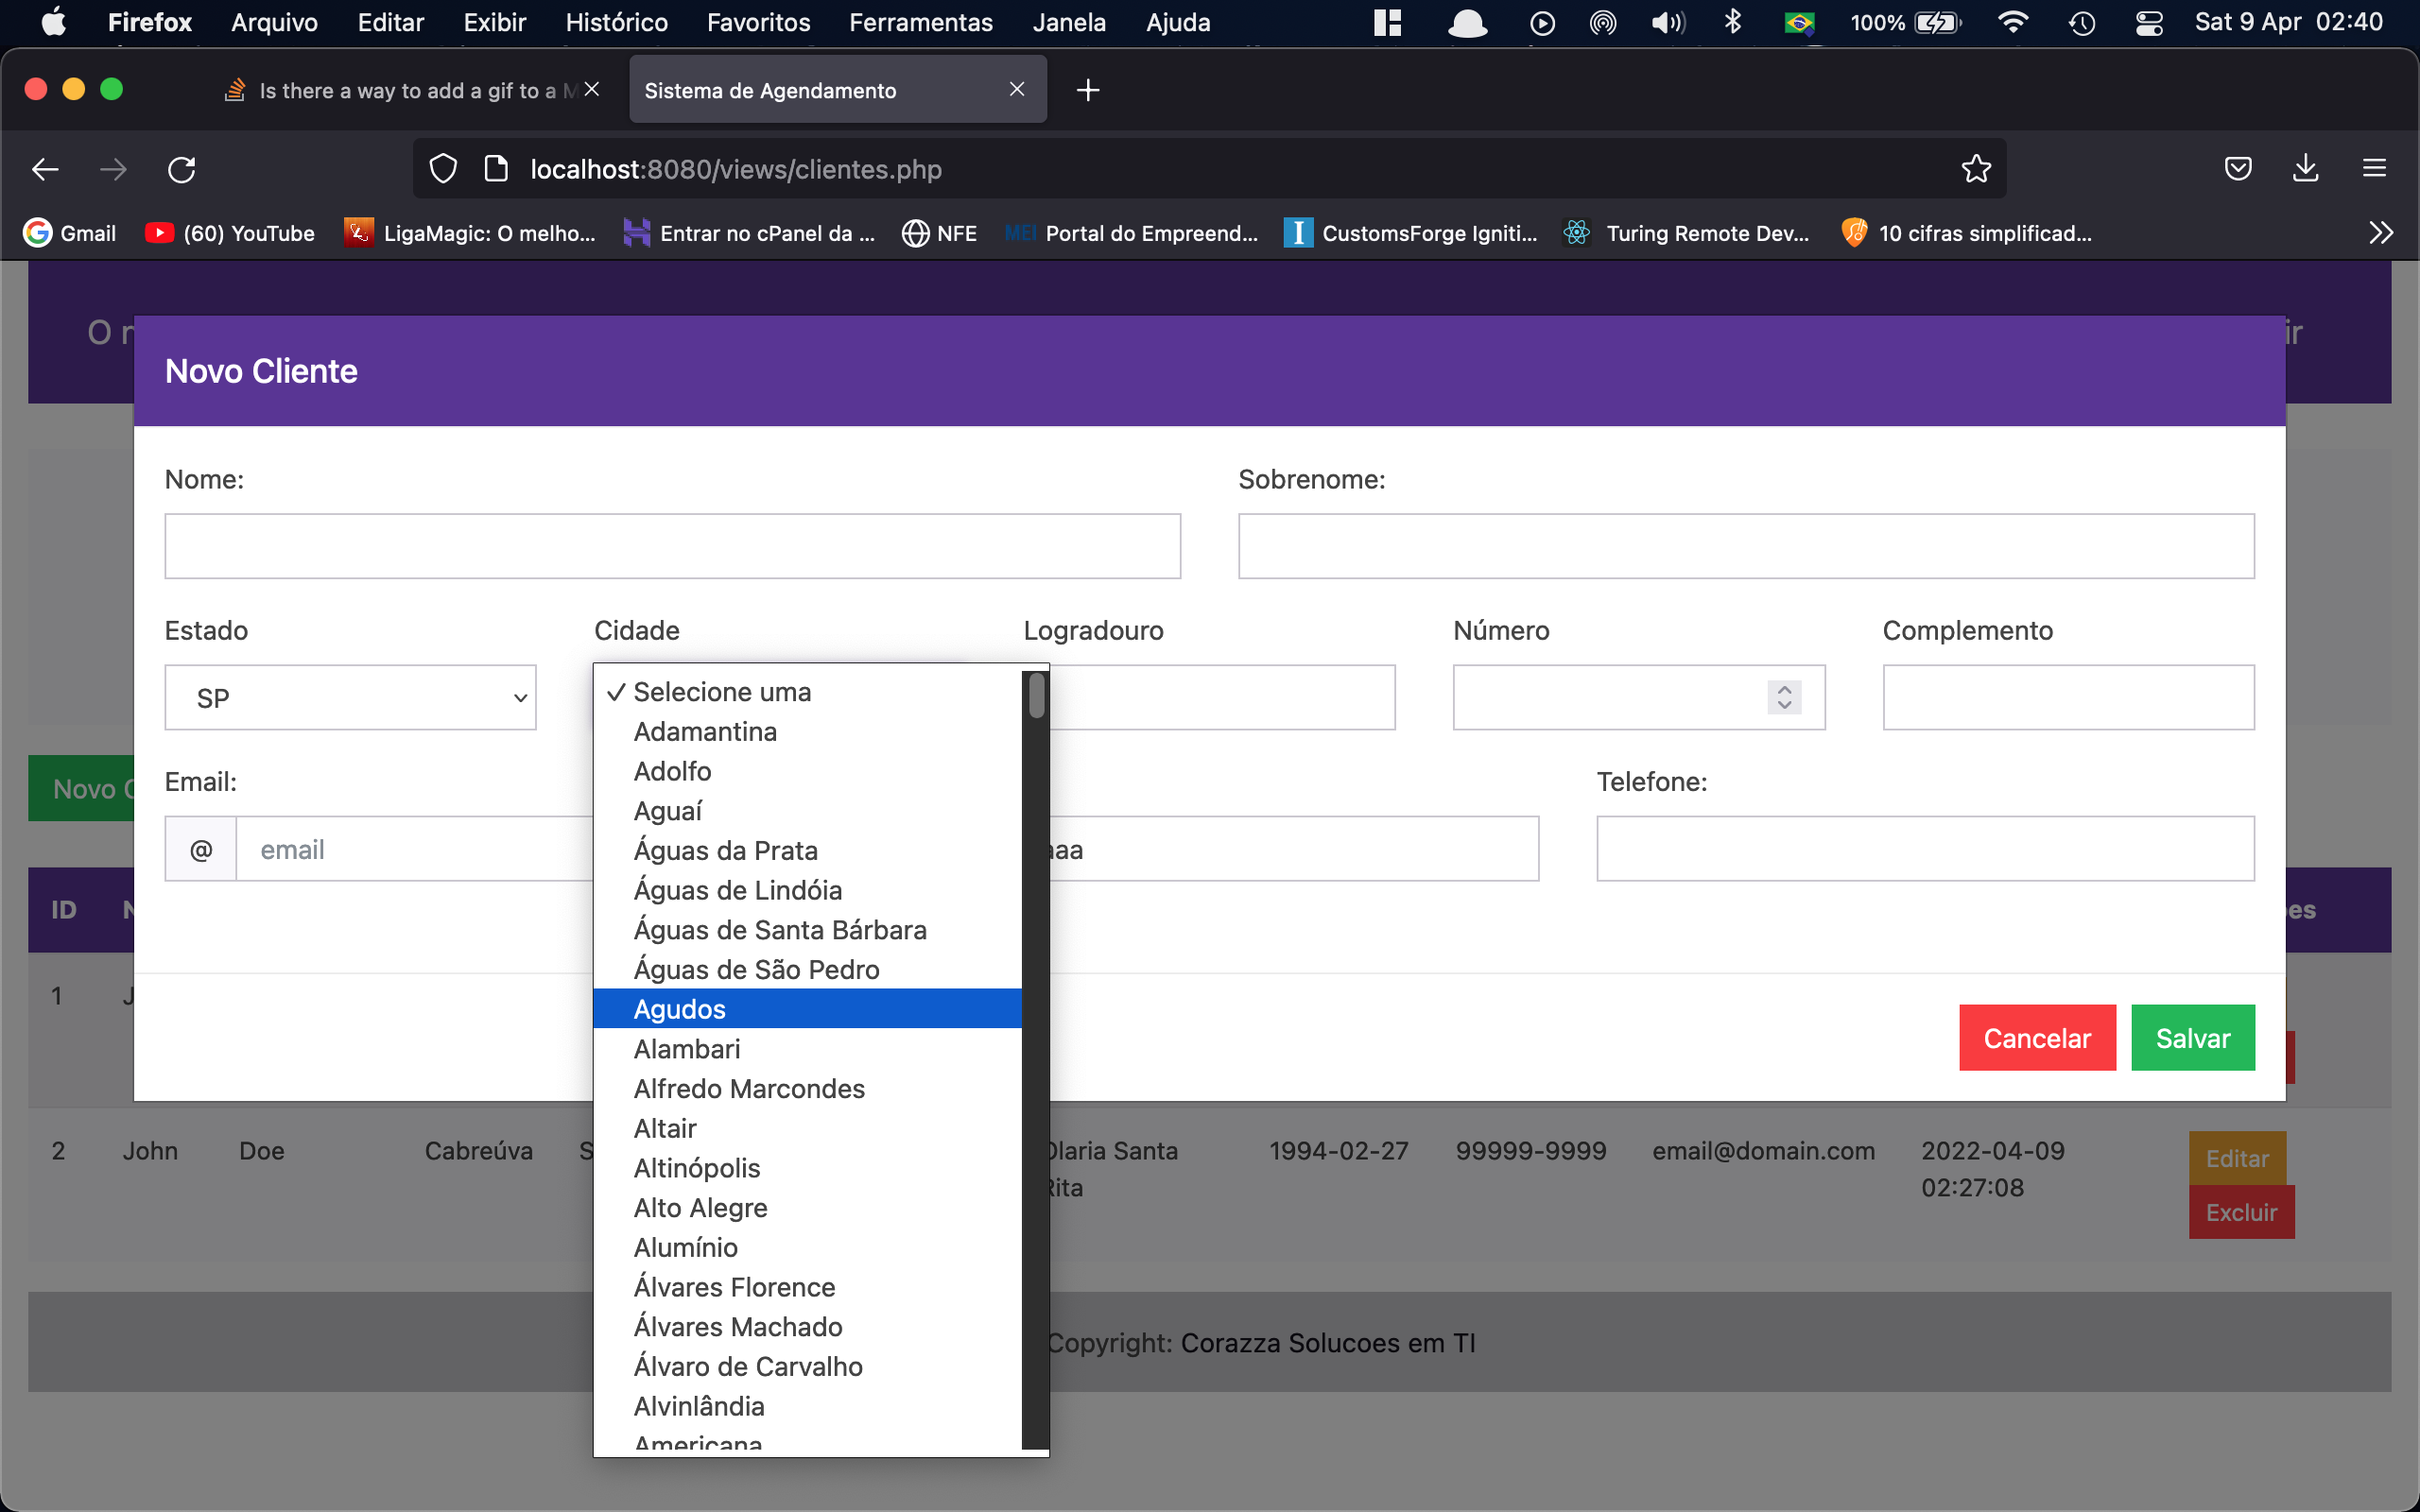 Firefox Arquivo Editar Exibir Histórico Favoritos Ferramentas Janela Ajuda 100% Sat 9 Apr 02:40
Is there a way to add a gif to a Sistema de Agendamento
localhost:8080/views/clientes.php
Gmail (60) YouTube LigaMagic: O melho... Entrar no cPanel da ... NFE MEI Portal do Empreend... CustomsForge Igniti... Turing Remote Dev... 10 cifras simplificad...
O
Novo Cliente
Nome: Sobrenome:
Estado Cidade Logradouro Número Complemento
SP
Selecione uma
Adamantina
Adolfo
Aguaí
Águas da Prata
Águas de Lindóia
Águas de Santa Bárbara
Águas de São Pedro
Agudos
Alambari
Alfredo Marcondes
Altair
Altinópolis
Alto Alegre
Alumínio
Álvares Florence
Álvares Machado
Álvaro de Carvalho
Alvinlândia
Americana
Novo
Email: Telefone:
@ email aaa
ID
1
Cancelar Salvar
2 John Doe Cabreúva Olaria Santa Rita 1994-02-27 99999-9999 email@domain.com 2022-04-09 02:27:08 Editar
Excluir
Copyright: Corazza Solucoes em TI